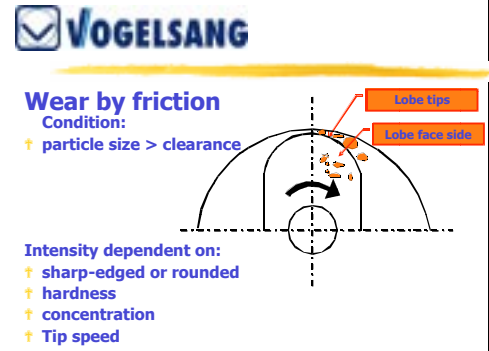 VOGELSANG
Wear by friction
Condition:
† particle size > clearance
Lobe tips
Lobe face side
Intensity dependent on:
† sharp-edged or rounded
† hardness
† concentration
† Tip speed